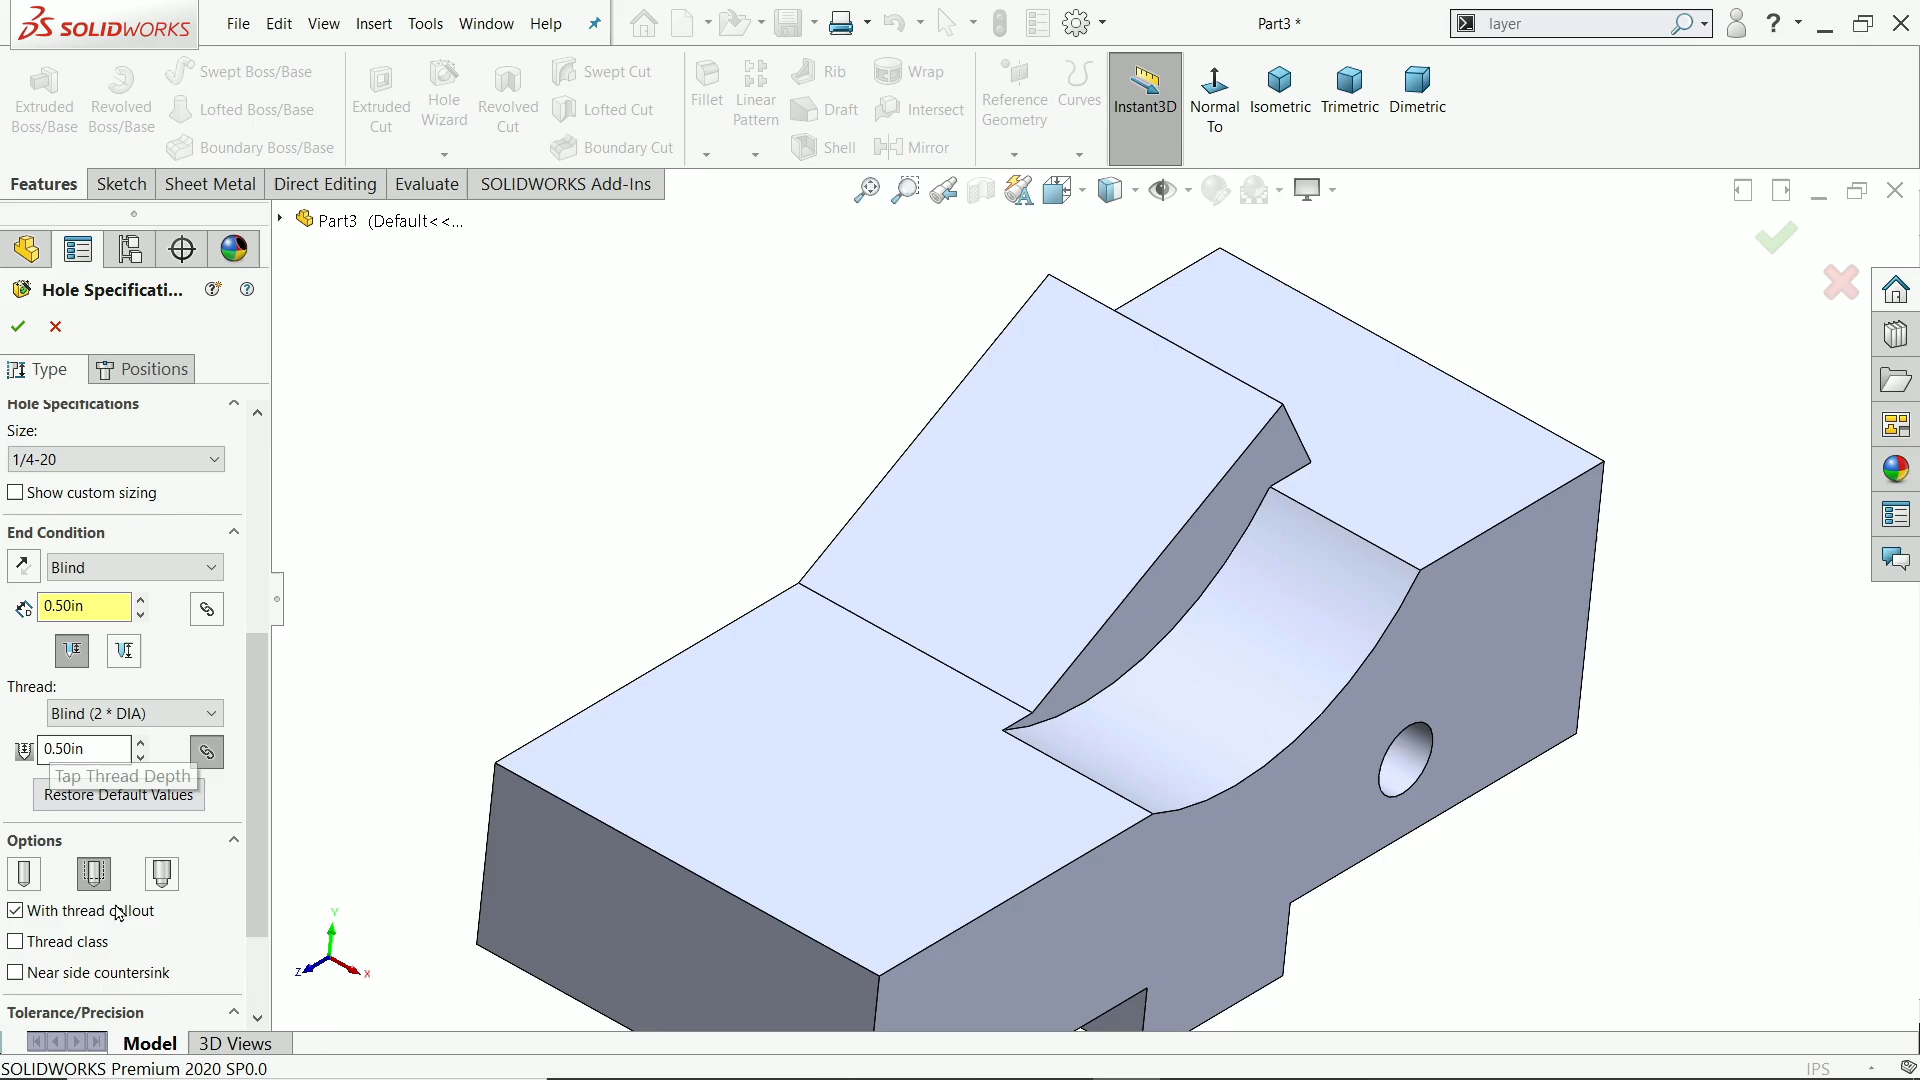 SOLIDWORKS
File Edit View Insert Tools Window Help
Part3 *
layer
Extruded Boss/Base
Revolved Boss/Base
Swept Boss/Base
Lofted Boss/Base
Boundary Boss/Base
Extruded Cut
Hole Wizard
Revolved Cut
Swept Cut
Lofted Cut
Boundary Cut
Fillet
Linear Pattern
Rib
Draft
Shell
Wrap
Intersect
Mirror
Reference Geometry
Curves
Instant3D
Normal To
Isometric
Trimetric
Dimetric
Features Sketch Sheet Metal Direct Editing Evaluate SOLIDWORKS Add-Ins
Part3 (Default<<...
Hole Specificati...
Type
Positions
Hole Specifications
Size:
1/4-20
Show custom sizing
End Condition
Blind
0.50in
Thread:
Blind (2 * DIA)
0.50in
Tap Thread Depth
Restore Default Values
Options
With thread callout
Thread class
Near side countersink
Tolerance/Precision
Y
Z
X
Model
3D Views
SOLIDWORKS Premium 2020 SP0.0
IPS